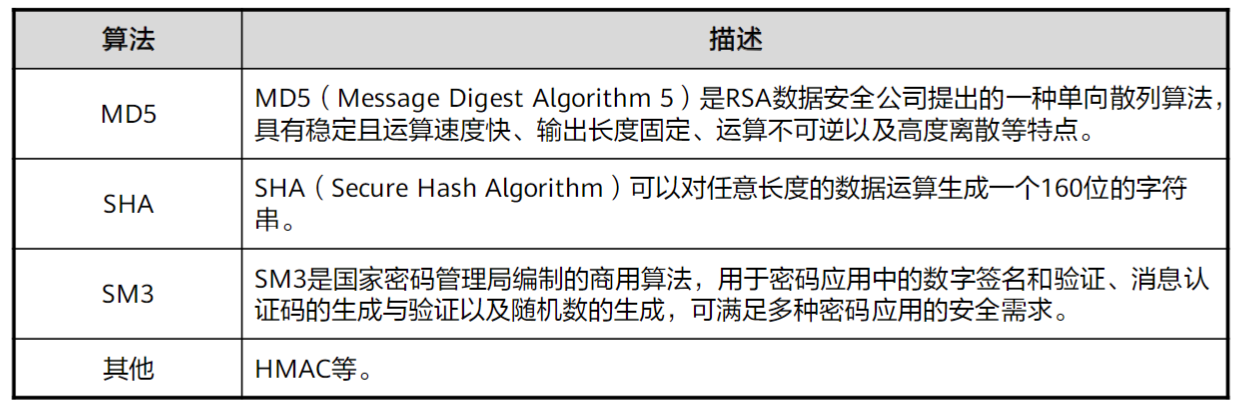 算法
描述
MD5
MD5（Message Digest Algorithm 5）是RSA数据安全公司提出的一种单向散列算法，
具有稳定且运算速度快、输出长度固定、运算不可逆以及高度离散等特点。
SHA
SHA（Secure Hash Algorithm）可以对任意长度的数据运算生成一个160位的字符
串。
SM3
SM3是国家密码管理局编制的商用算法，用于密码应用中的数字签名和验证、消息认
证码的生成与验证以及随机数的生成，可满足多种密码应用的安全需求。
其他
HMAC等。